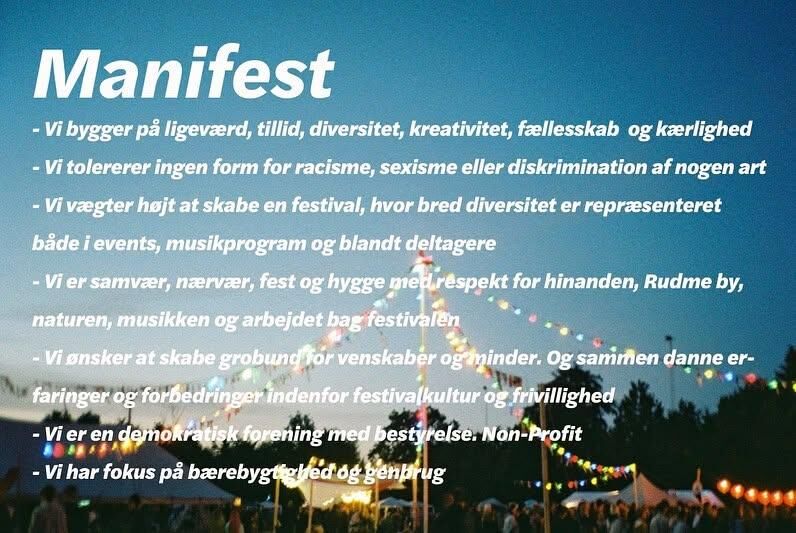 Manifest
- Vi bygger på ligeværd, tillid, diversitet, kreativitet, fællesskab og kærlighed
- Vi tolererer ingen form for racisme, sexisme eller diskrimination af nogen art
- Vi vægter højt at skabe en festival, hvor bred diversitet er repræsenteret
både i events, musikprogram og blandt deltagere
- Vi er samvær, nærvær, fest og hygge med respekt for hinanden, Rudme by,
naturen, musikken og arbejdet bag festivalen
- Vi ønsker at skabe grobund for venskaber og minder. Og sammen danne er-
faringer og forbedringer indenfor festivalkultur og frivillighed
- Vi er en demokratisk forening med bestyrelse. Non-Profit
- Vi har fokus på bærebygtighed og genbrug